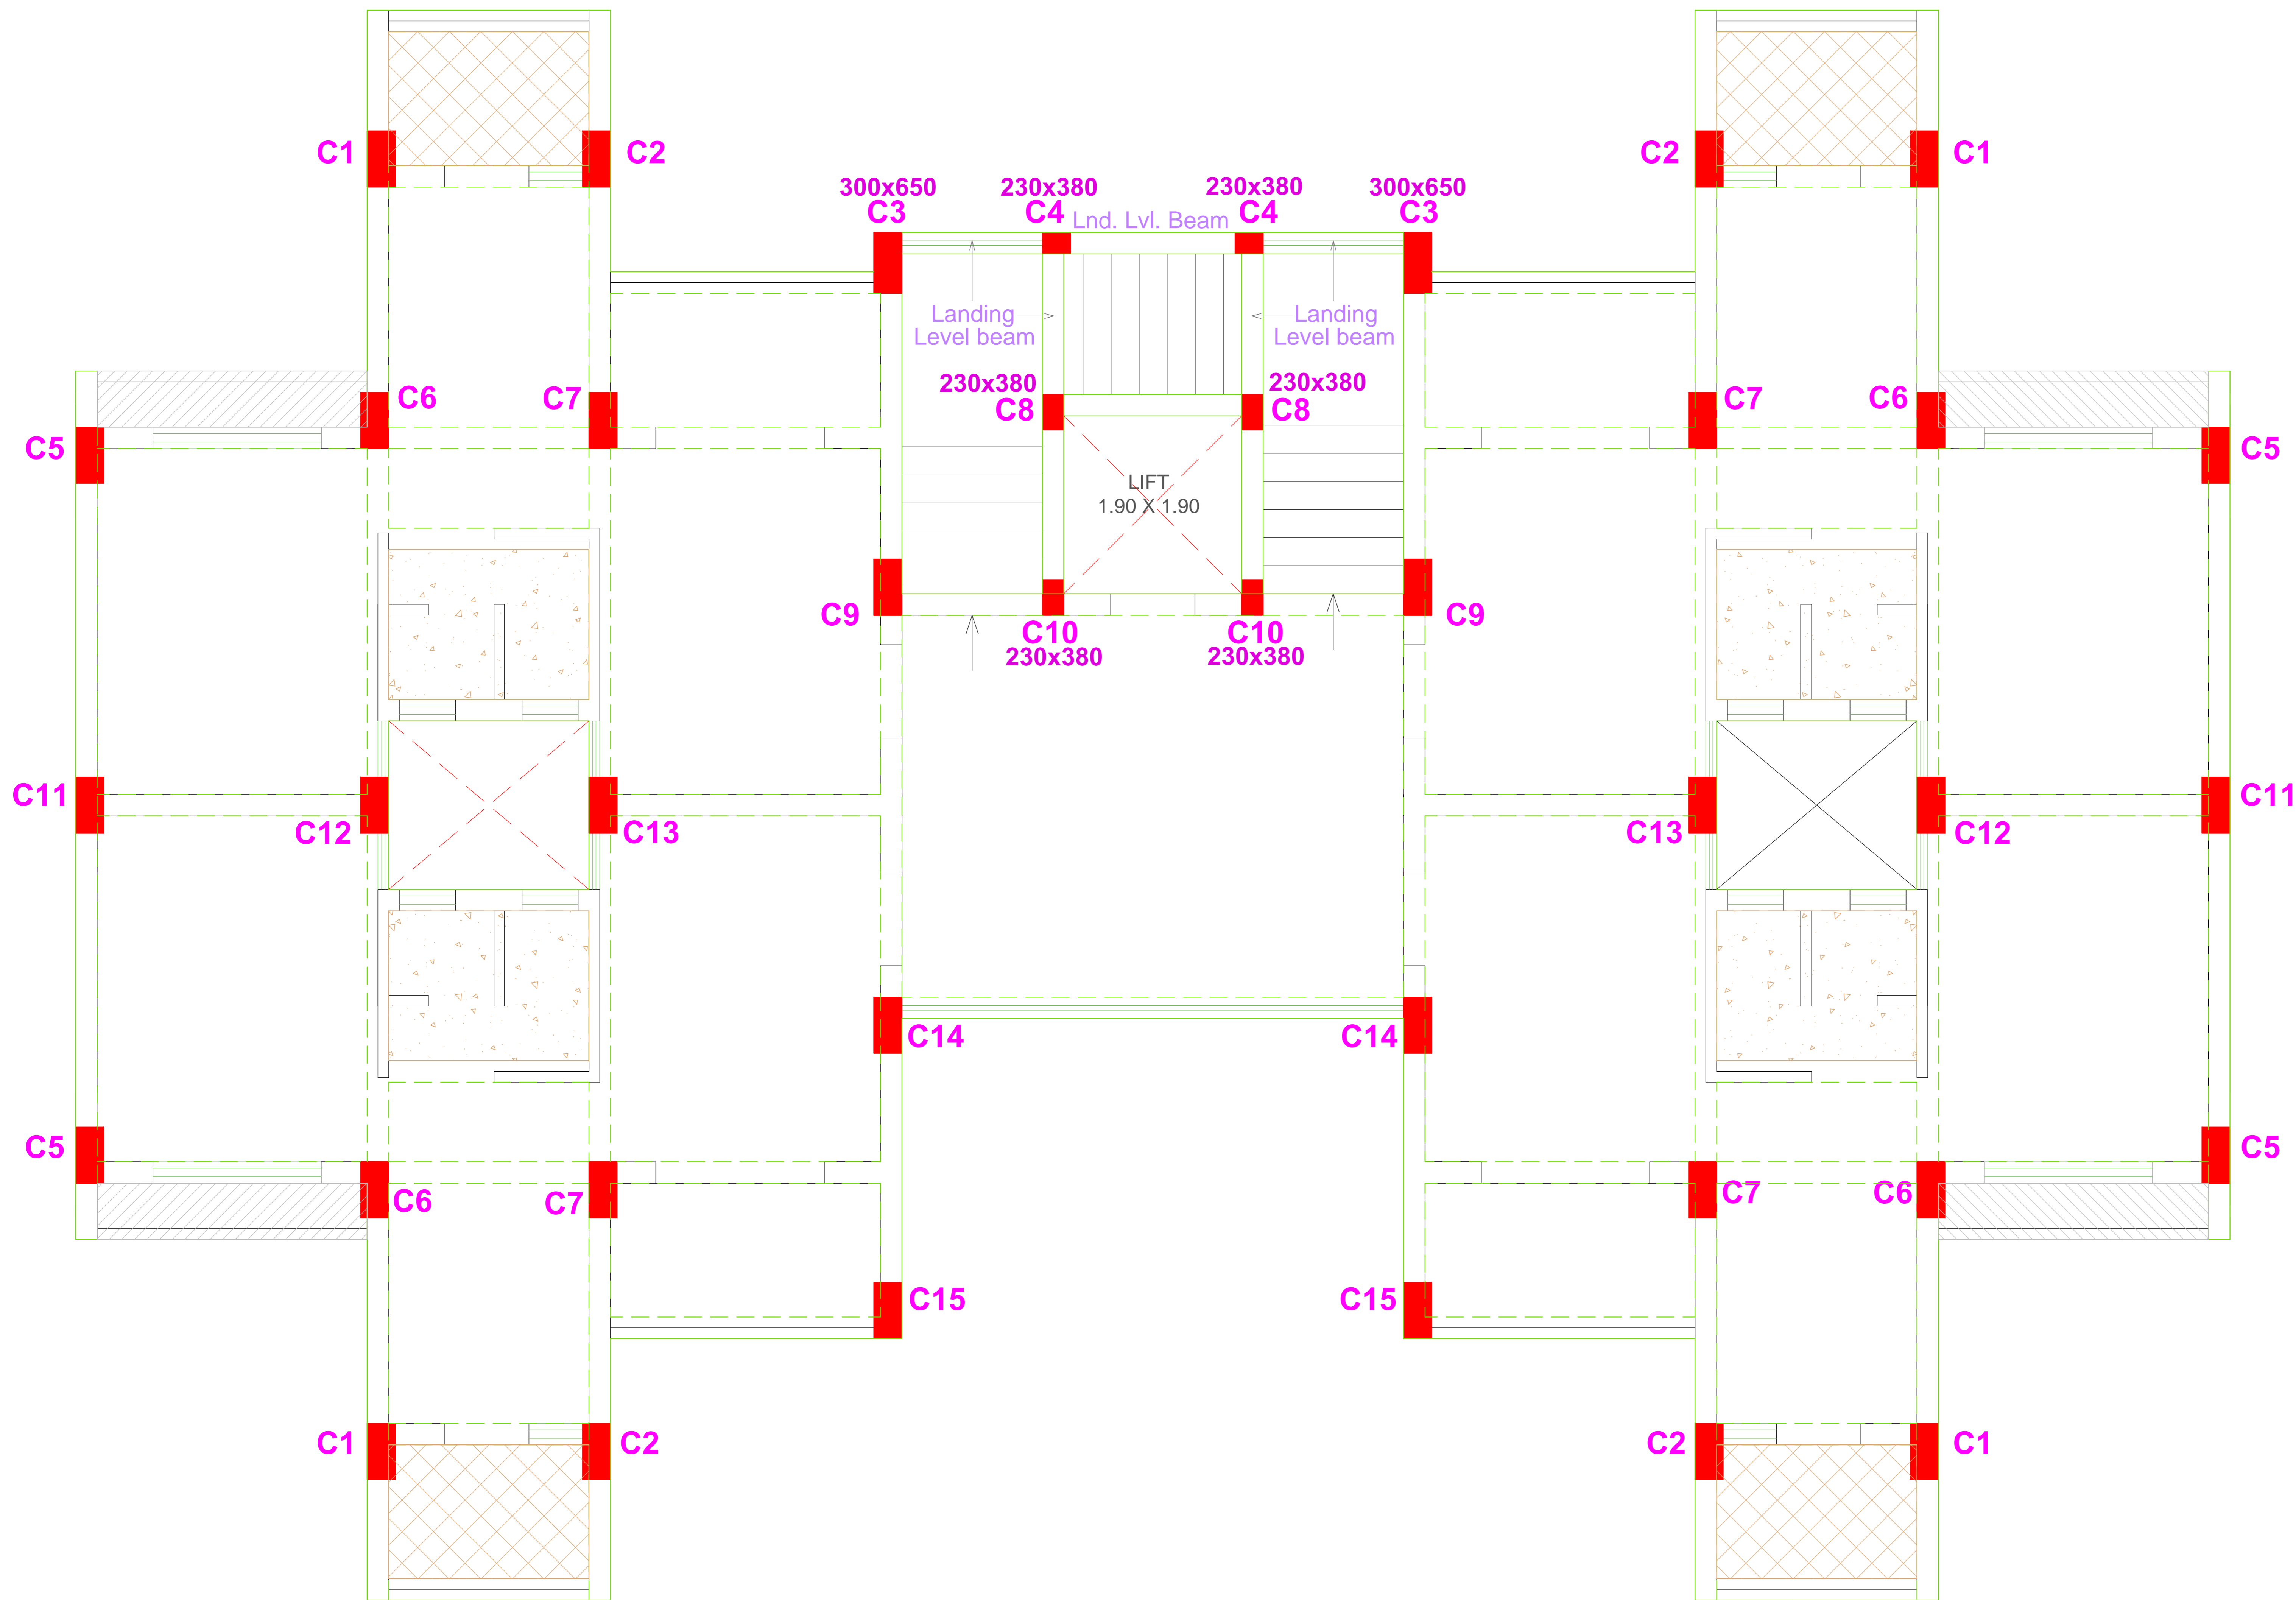 C1
C2
C2
C1
300x650
230x380
230x380
300x650
C3
C4
C4
C3
Lnd. Lvl. Beam
Landing
Level beam
Landing
Level beam
230x380
230x380
C6
C7
C8
C8
C7
C6
C5
C5
LIFT
1.90 X 1.90
C9
C9
C10
C10
230x380
230x380
C11
C11
C12
C13
C13
C12
C14
C14
C5
C5
C6
C7
C7
C6
C15
C15
C1
C2
C2
C1